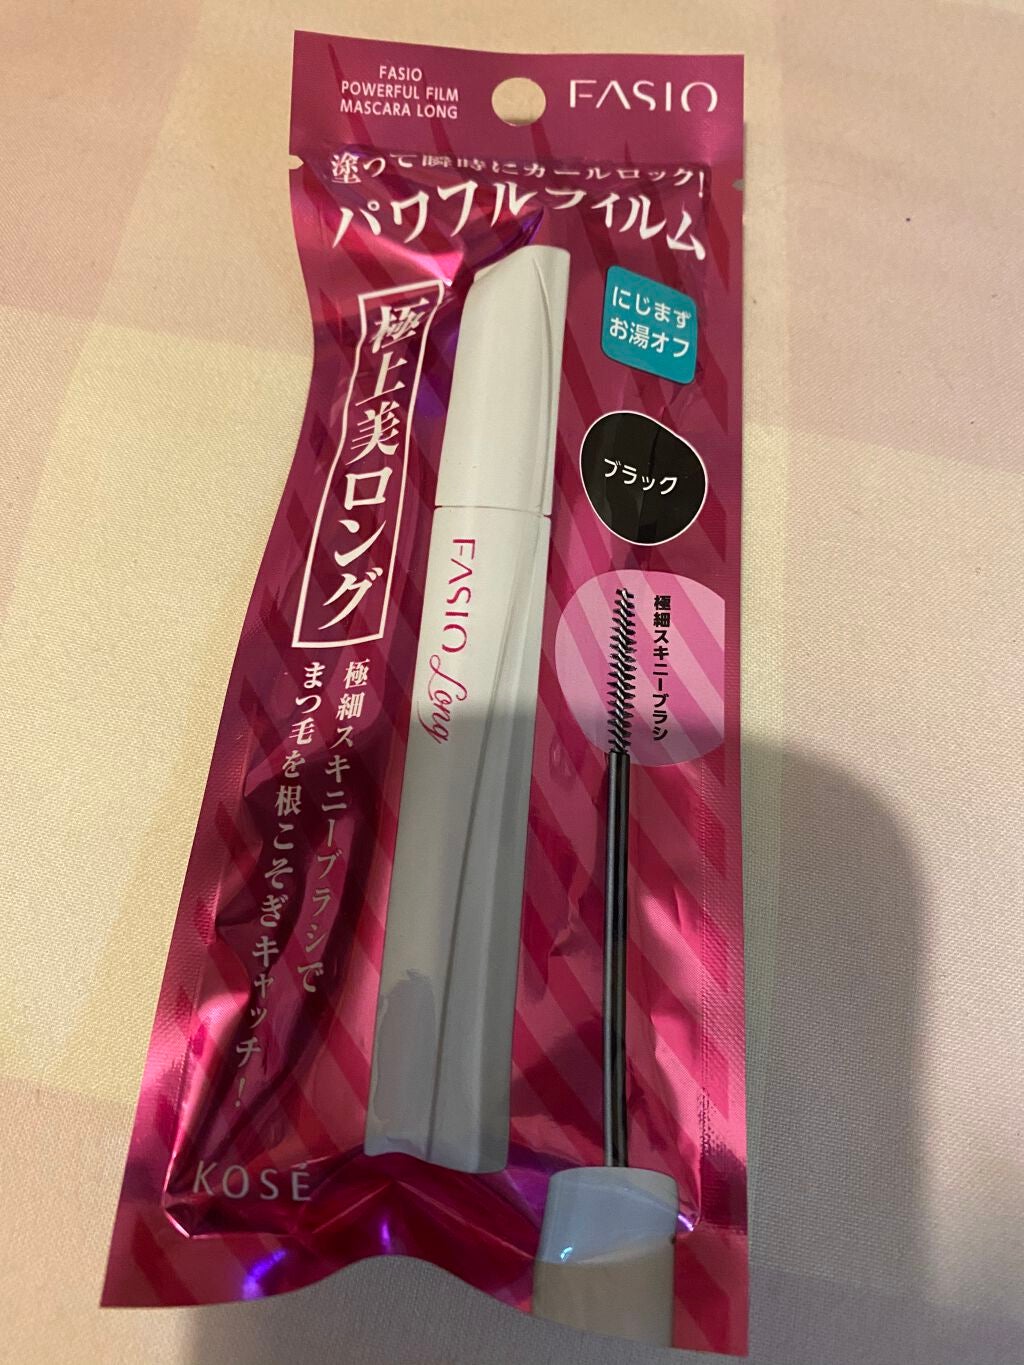 FASIO
POWERFUL FILM
MASCARA LONG
FASIO
塗って瞬時にカールロック!
パワフルフィルム
にじまず
お湯オフ
極上美ロング
ブラック
極細スキニーブラシ
FASIO Long
極細スキニーブラシで
まつ毛を根こそぎキャッチ!
KOSÉ